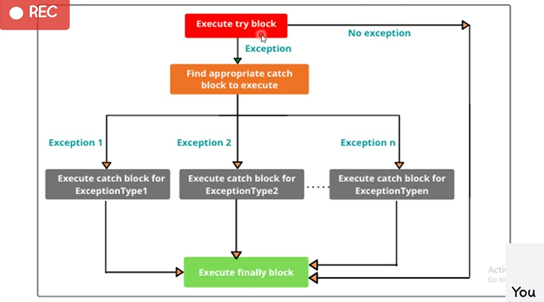 REC
Execute try block
No exception
Exception
Find appropriate catch
block to execute
Exception 1
Exception 2
Exception n
Execute catch block for
ExceptionType1
Execute catch block for
ExceptionType2
Execute catch block for
ExceptionTypen
Execute finally block
You